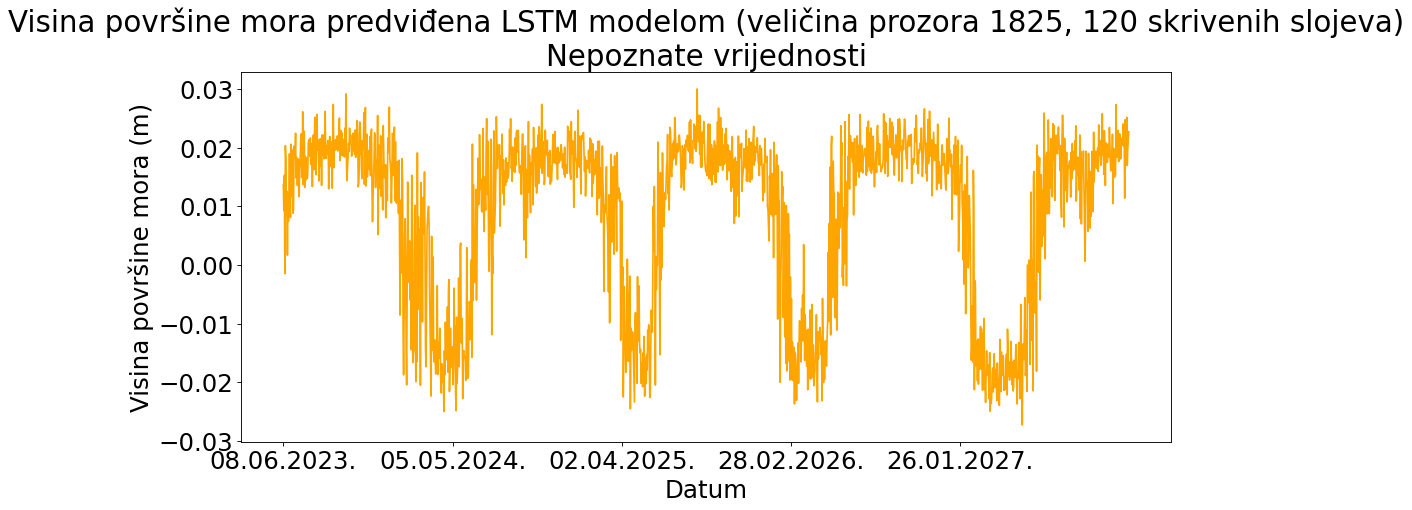 Visina površine mora predviđena LSTM modelom (veličina prozora 1825, 120 skrivenih slojeva)
Nepoznate vrijednosti
Visina površine mora (m)
0.03
0.02
0.01
0.00
−0.01
−0.02
−0.03
08.06.2023. 05.05.2024. 02.04.2025. 28.02.2026. 26.01.2027.
Datum